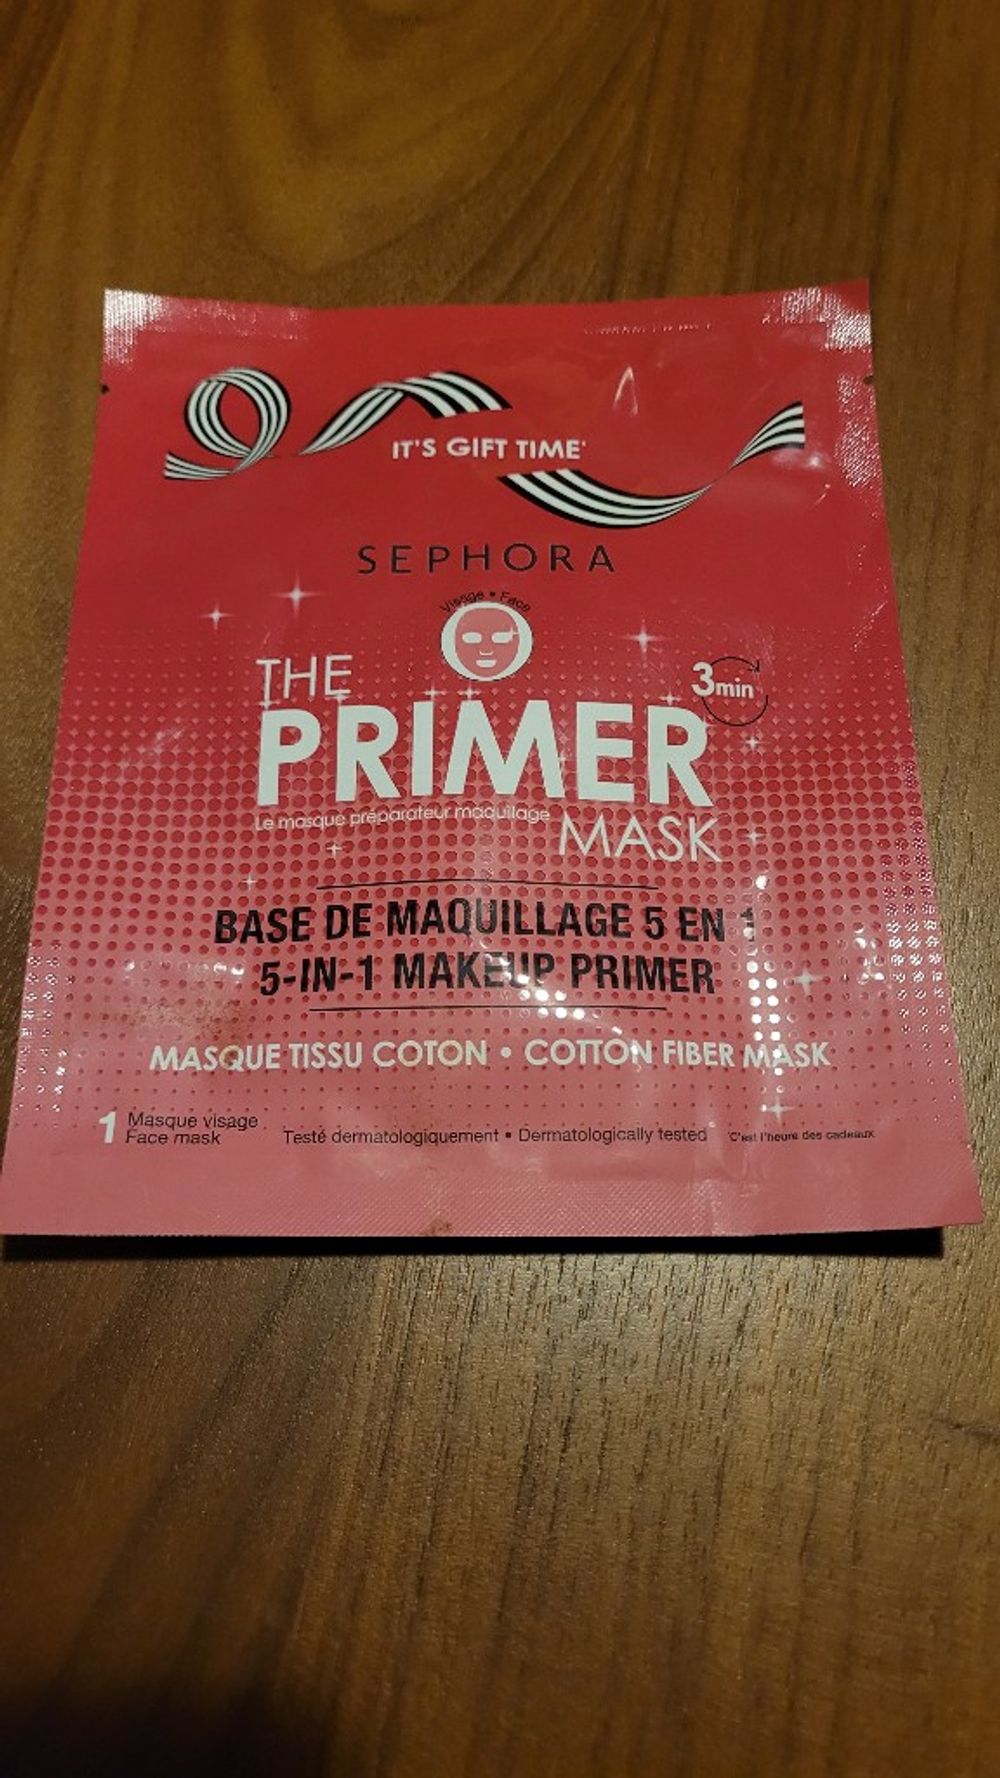 IT'S GIFT TIME*
SEPHORA
Visage • Face
THE
3min
PRIMER
Le masque préparateur maquillage
MASK
BASE DE MAQUILLAGE 5 EN 1
5-IN-1 MAKEUP PRIMER
MASQUE TISSU COTON • COTTON FIBER MASK
1 Masque visage
Face mask
Testé dermatologiquement • Dermatologically tested
*C'est l'heure des cadeaux